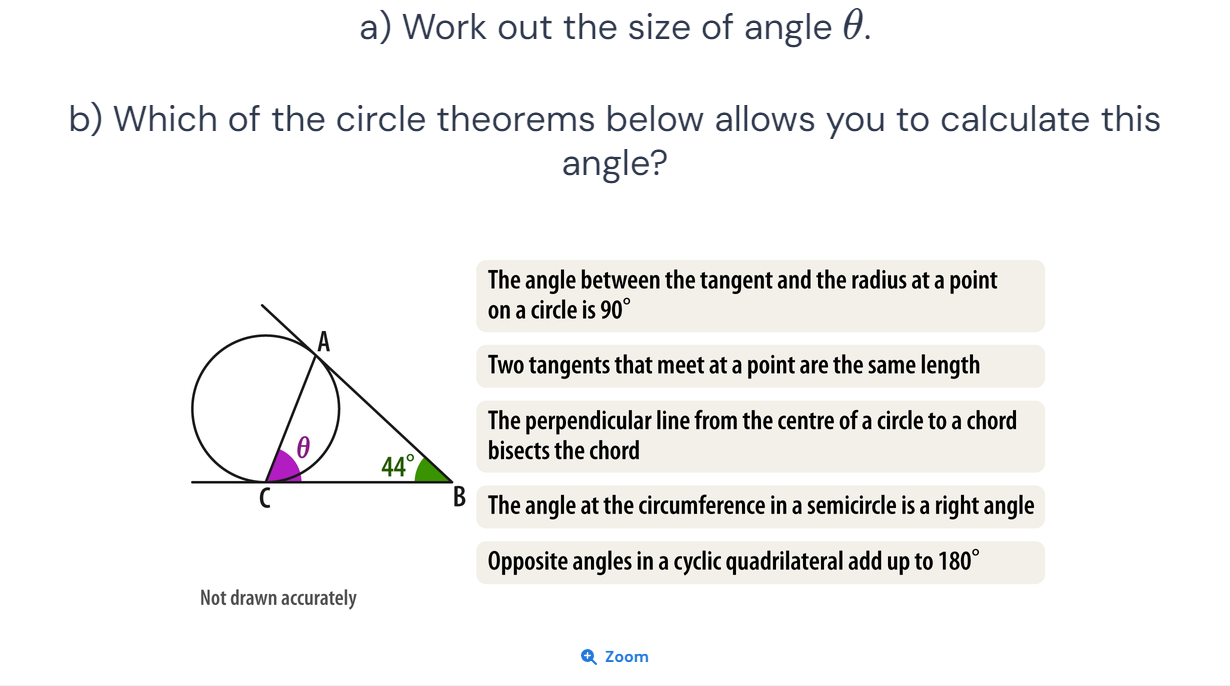 a) Work out the size of angle θ.
b) Which of the circle theorems below allows you to calculate this
angle?
The angle between the tangent and the radius at a point
on a circle is 90°
Two tangents that meet at a point are the same length
The perpendicular line from the centre of a circle to a chord
bisects the chord
The angle at the circumference in a semicircle is a right angle
Opposite angles in a cyclic quadrilateral add up to 180°
A
θ
44°
C
B
Not drawn accurately
Zoom